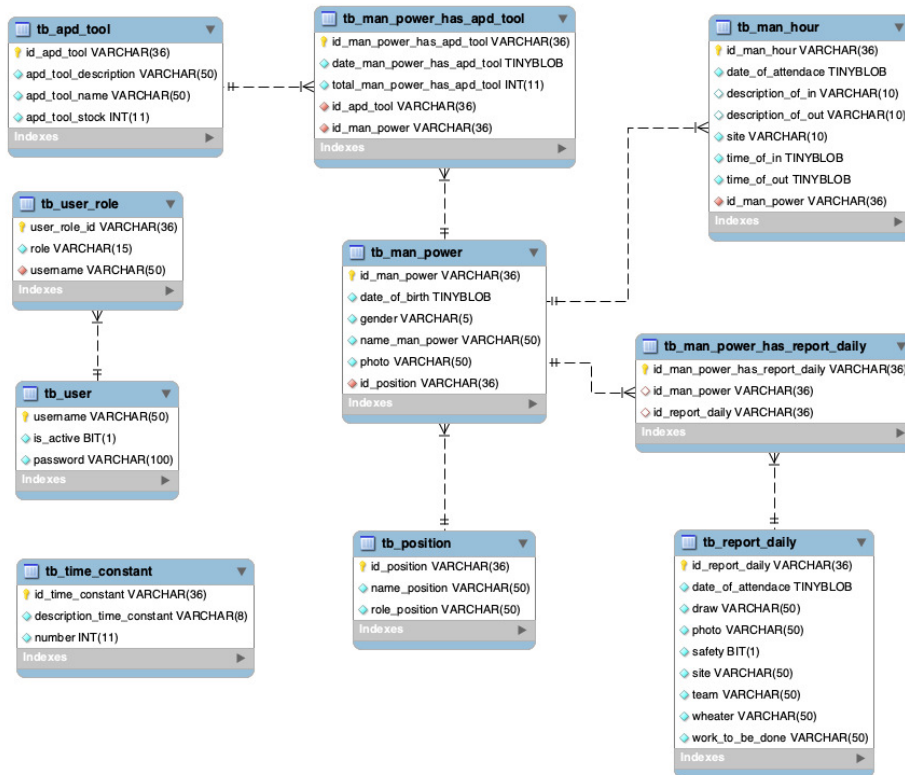 tb_apd_tool
id_apd_tool VARCHAR(36)
apd_tool_description VARCHAR(50)
apd_tool_name VARCHAR(50)
apd_tool_stock INT(11)
Indexes
tb_man_power_has_apd_tool
id_man_power_has_apd_tool VARCHAR(36)
date_man_power_has_apd_tool TINYBLOB
total_man_power_has_apd_tool INT(11)
id_apd_tool VARCHAR(36)
id_man_power VARCHAR(36)
Indexes
tb_man_hour
id_man_hour VARCHAR(36)
date_of_attendace TINYBLOB
description_of_in VARCHAR(10)
description_of_out VARCHAR(10)
site VARCHAR(10)
time_of_in TINYBLOB
time_of_out TINYBLOB
id_man_power VARCHAR(36)
Indexes
tb_user_role
user_role_id VARCHAR(36)
role VARCHAR(15)
username VARCHAR(50)
Indexes
tb_man_power
id_man_power VARCHAR(36)
date_of_birth TINYBLOB
gender VARCHAR(5)
name_man_power VARCHAR(50)
photo VARCHAR(50)
id_position VARCHAR(36)
Indexes
tb_man_power_has_report_daily
id_man_power_has_report_daily VARCHAR(36)
id_man_power VARCHAR(36)
id_report_daily VARCHAR(36)
Indexes
tb_user
username VARCHAR(50)
is_active BIT(1)
password VARCHAR(100)
Indexes
tb_time_constant
id_time_constant VARCHAR(36)
description_time_constant VARCHAR(8)
number INT(11)
Indexes
tb_position
id_position VARCHAR(36)
name_position VARCHAR(50)
role_position VARCHAR(50)
Indexes
tb_report_daily
id_report_daily VARCHAR(36)
date_of_attendace TINYBLOB
draw VARCHAR(50)
photo VARCHAR(50)
safety BIT(1)
site VARCHAR(50)
team VARCHAR(50)
wheater VARCHAR(50)
work_to_be_done VARCHAR(50)
Indexes